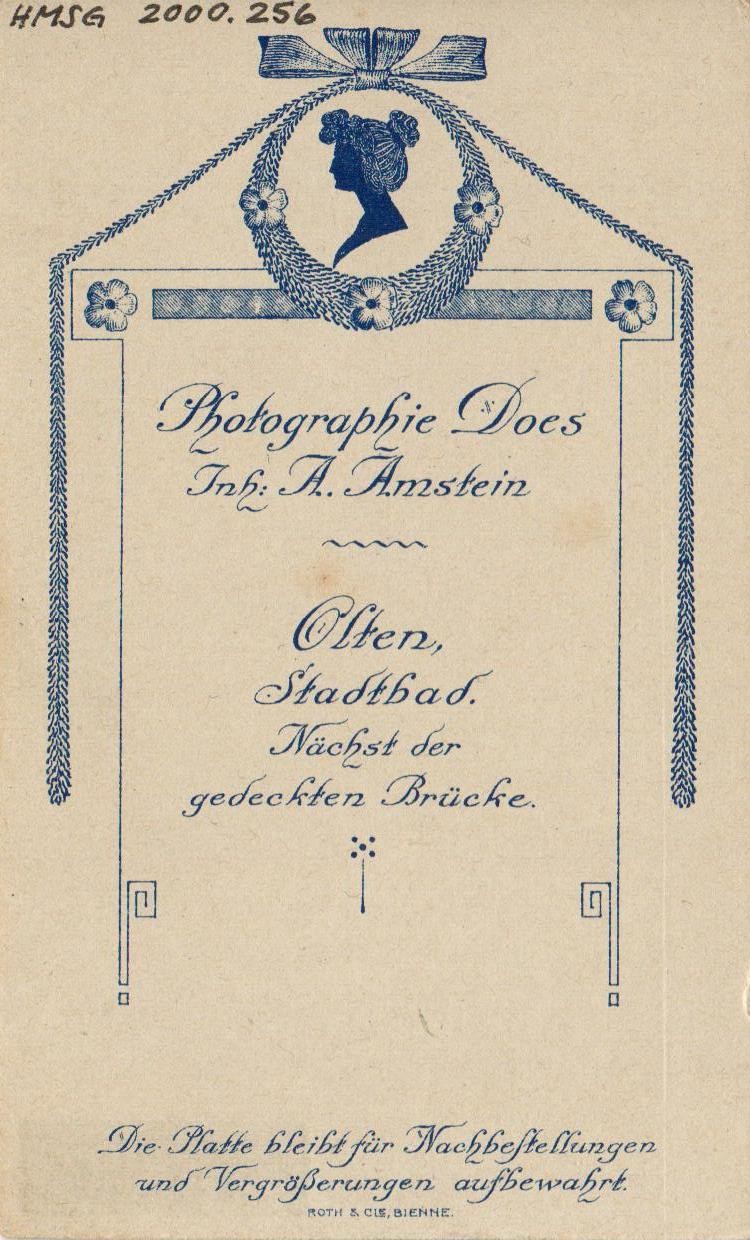 HMSG 2000.256
Photographie Does
Inh: A. Amstein
Olten,
Stadtbad.
Nächst der
gedeckten Brücke.
Die Platte bleibt für Nachbestellungen
und Vergrößerungen aufbewahrt.
ROTH & CIE, BIENNE.